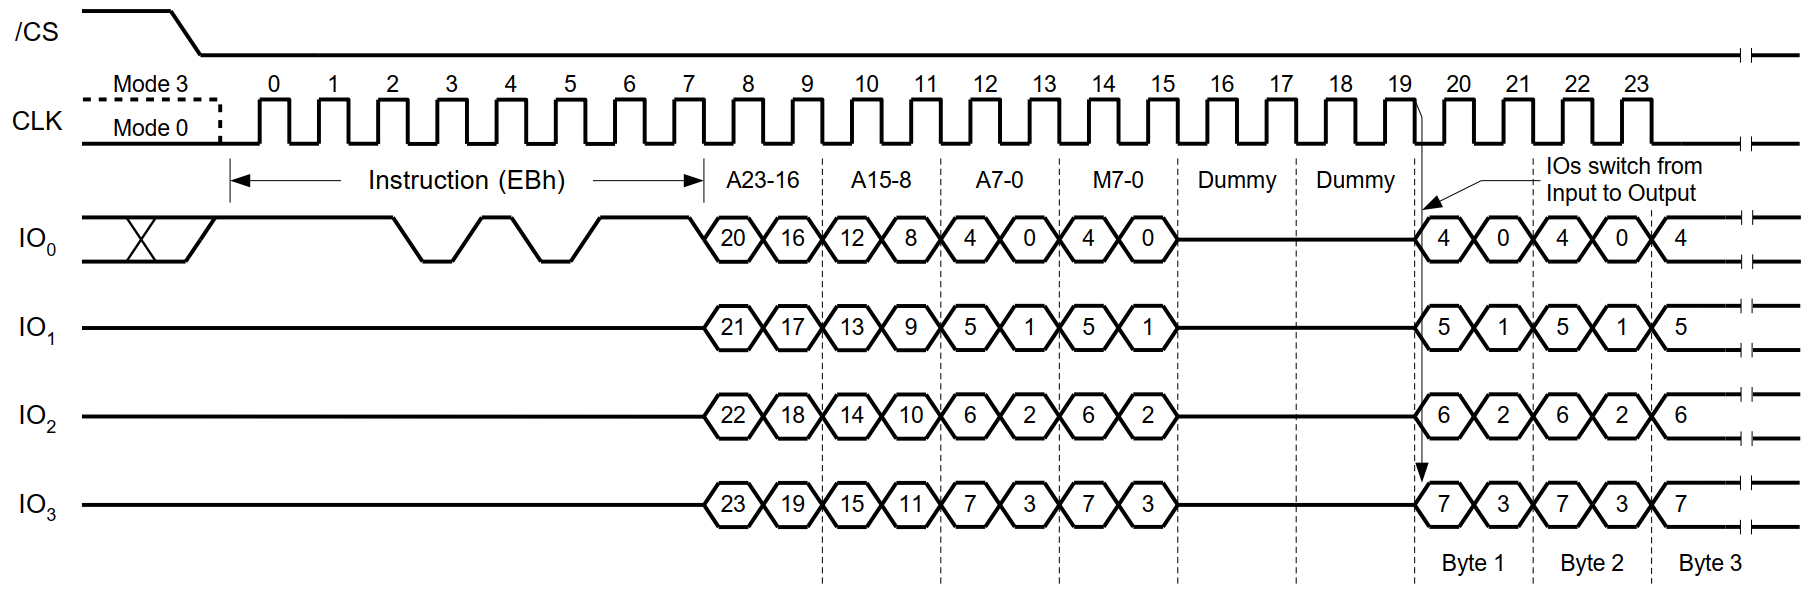 /CS
Mode 3 0 1 2 3 4 5 6 7 8 9 10 11 12 13 14 15 16 17 18 19 20 21 22 23
CLK
Mode 0
Instruction (EBh) A23-16 A15-8 A7-0 M7-0 Dummy Dummy
IOs switch from
Input to Output
IO0 20 16 12 8 4 0 4 0 4 0 4 0 4
IO1 21 17 13 9 5 1 5 1 5 1 5 1 5
IO2 22 18 14 10 6 2 6 2 6 2 6 2 6
IO3 23 19 15 11 7 3 7 3 7 3 7 3 7
Byte 1 Byte 2 Byte 3